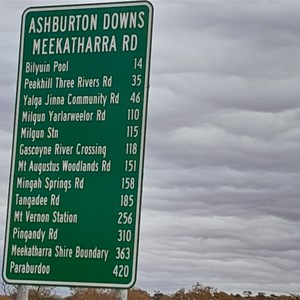 ASHBURTON DOWNS
MEEKATHARRA RD
Bilyuin Pool 14
Peakhill Three Rivers Rd 35
Yalga Jinna Community Rd 46
Milgun Yarlarweelor Rd 110
Milgun Stn 115
Gascoyne River Crossing 118
Mt Augustus Woodlands Rd 151
Mingah Springs Rd 158
Tangadee Rd 185
Mt Vernon Station 256
Pingandy Rd 310
Meekatharra Shire Boundary 363
Paraburdoo 420